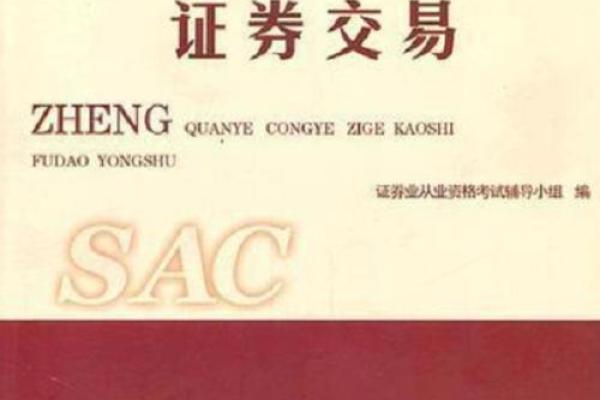 证券交易
ZHENG QUANYE CONGYE ZIGE KAOSHI
FUDAO YONGSHU
证券业从业资格考试辅导小组 编
SAC